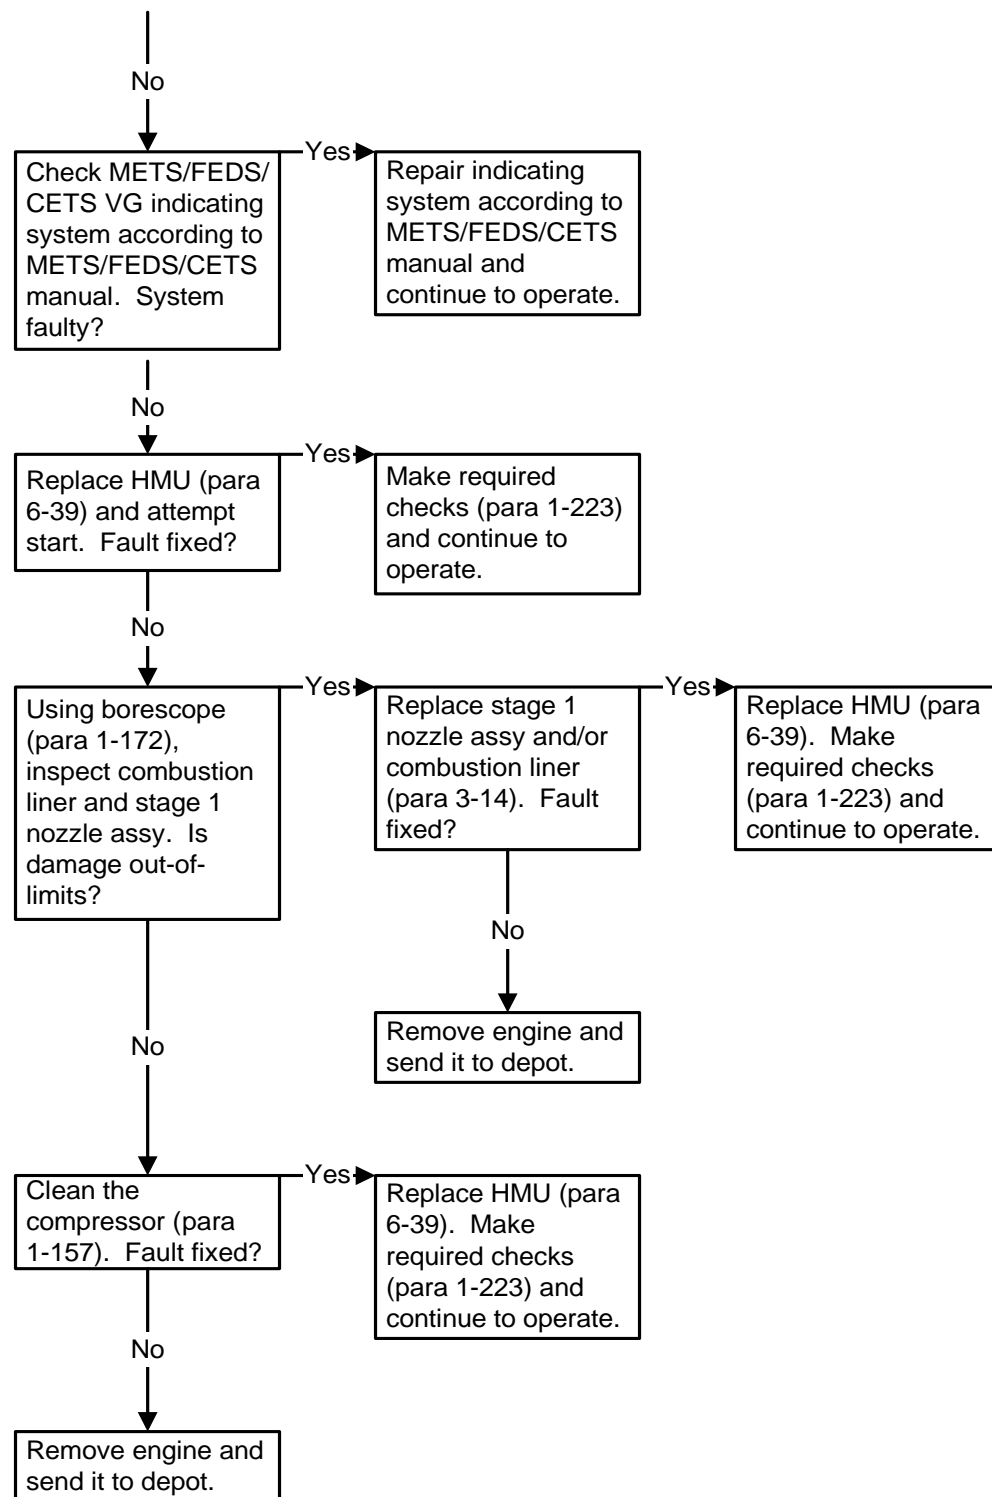 No
Check METS/FEDS/
CETS VG indicating
system according to
METS/FEDS/CETS
manual.  System
faulty?
Yes
Repair indicating
system according to
METS/FEDS/CETS
manual and
continue to operate.
No
Replace HMU (para
6-39) and attempt
start.  Fault fixed?
Yes
Make required
checks (para 1-223)
and continue to
operate.
No
Using borescope
(para 1-172),
inspect combustion
liner and stage 1
nozzle assy.  Is
damage out-of-
limits?
Yes
Replace stage 1
nozzle assy and/or
combustion liner
(para 3-14).  Fault
fixed?
Yes
Replace HMU (para
6-39).  Make
required checks
(para 1-223) and
continue to operate.
No
Remove engine and
send it to depot.
No
Clean the
compressor (para
1-157).  Fault fixed?
Yes
Replace HMU (para
6-39).  Make
required checks
(para 1-223) and
continue to operate.
No
Remove engine and
send it to depot.